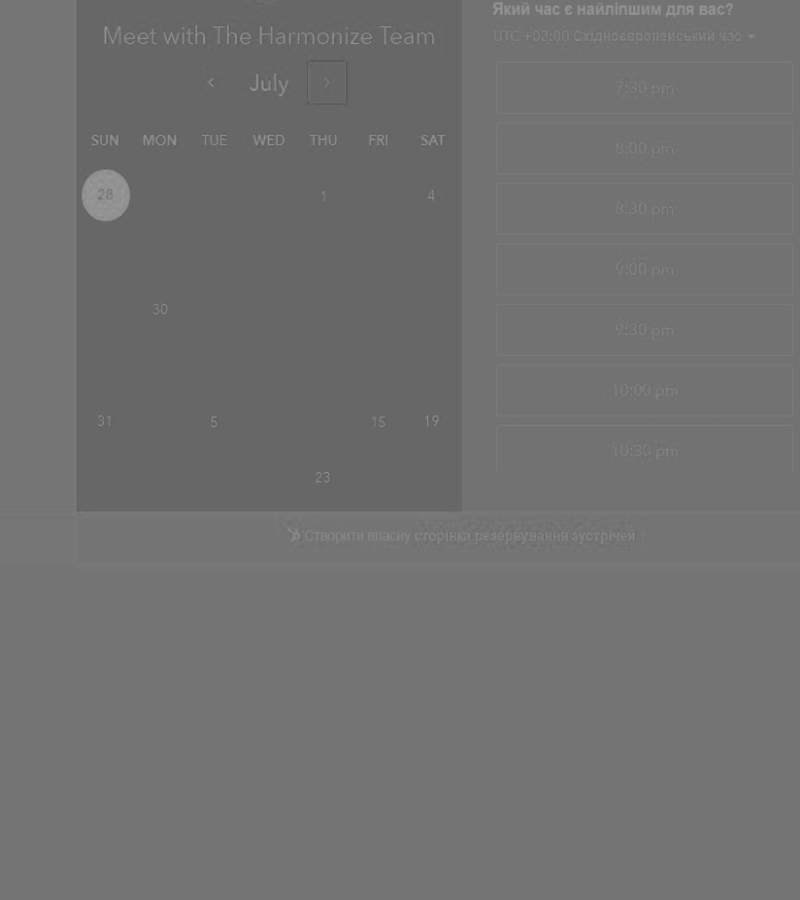 Який час є найліпшим для вас?
Meet with The Harmonize Team
UTC +03:00 Східноєвропейський час
July
7:30 pm
SUN MON TUE WED THU FRI SAT
8:00 pm
28 1 4
8:30 pm
9:00 pm
30
9:30 pm
10:00 pm
31 5 15 19
10:30 pm
23
Створити власну сторінка резервування зустрічей